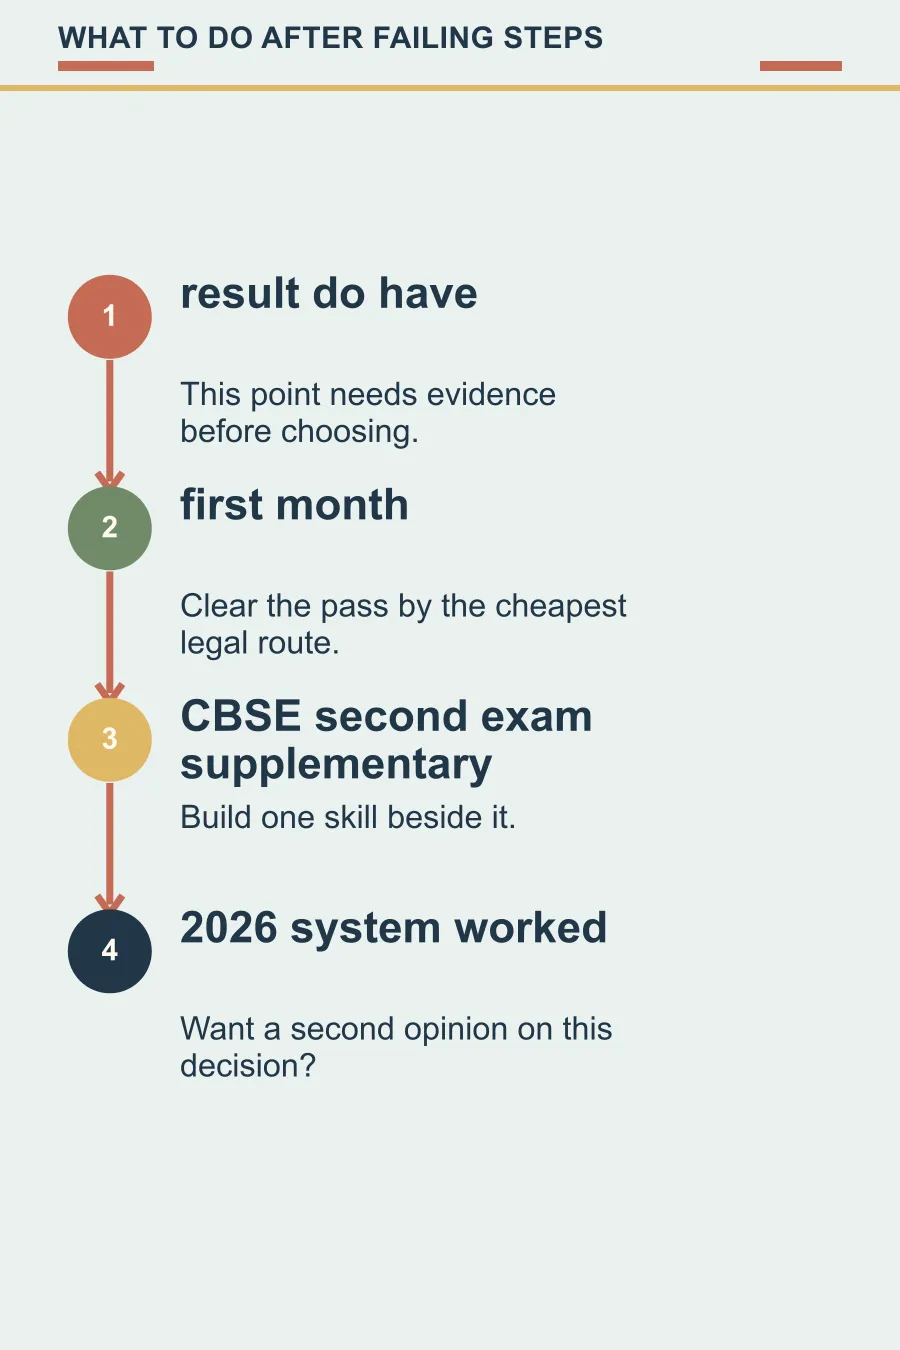 WHAT TO DO AFTER FAILING STEPS
1
result do have
This point needs evidence
before choosing.
2
first month
Clear the pass by the cheapest
legal route.
3
CBSE second exam
supplementary
Build one skill beside it.
4
2026 system worked
Want a second opinion on this
decision?